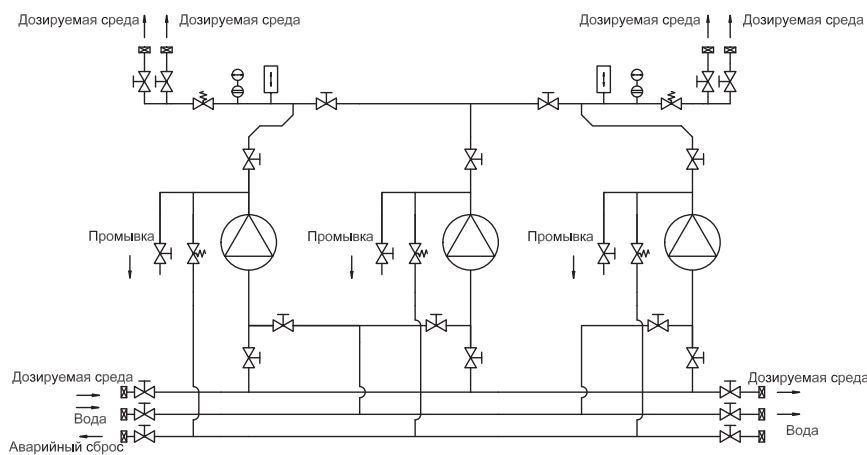 Дозируемая среда
Дозируемая среда
Дозируемая среда
Дозируемая среда
Промывка
Промывка
Промывка
Дозируемая среда
Дозируемая среда
Вода
Вода
Аварийный сброс